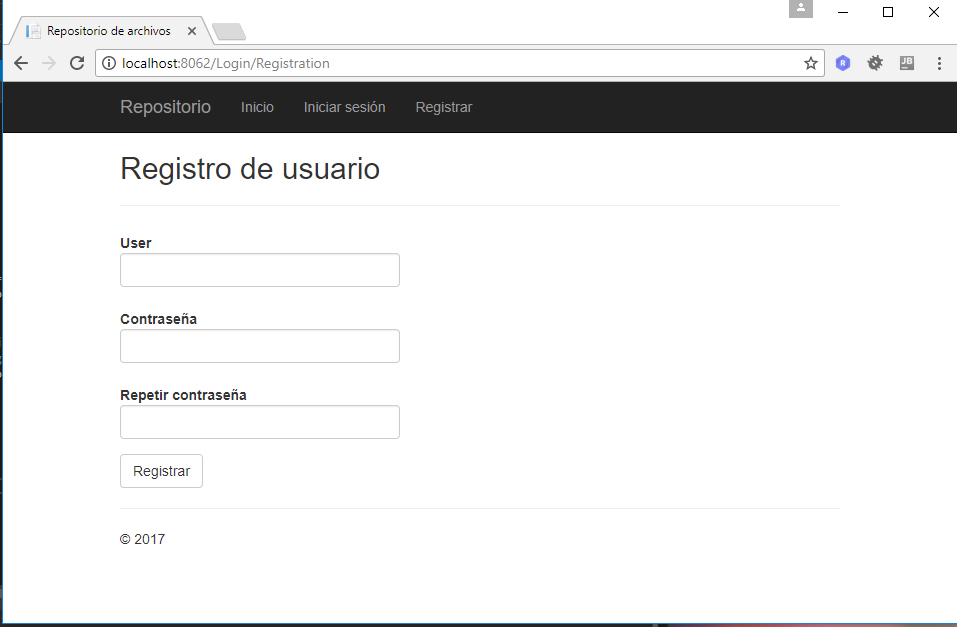 Repositorio de archivos
localhost:8062/Login/Registration
R
JB
Repositorio Inicio Iniciar sesión Registrar
Registro de usuario
User
Contraseña
Repetir contraseña
Registrar
© 2017